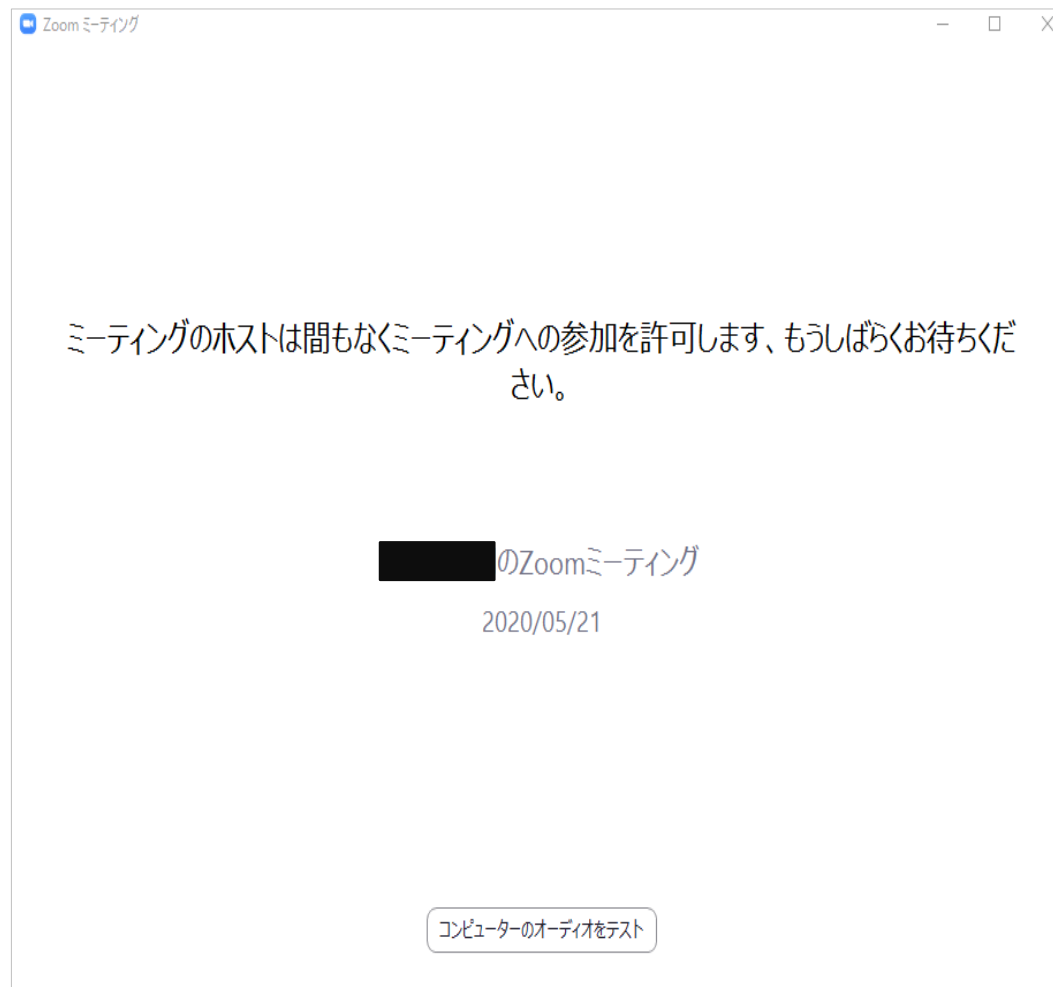 Zoom ミーティング
ミーティングのホストは間もなくミーティングへの参加を許可します、もうしばらくお待ちくだ
さい。
のZoomミーティング
2020/05/21
コンピューターのオーディオをテスト